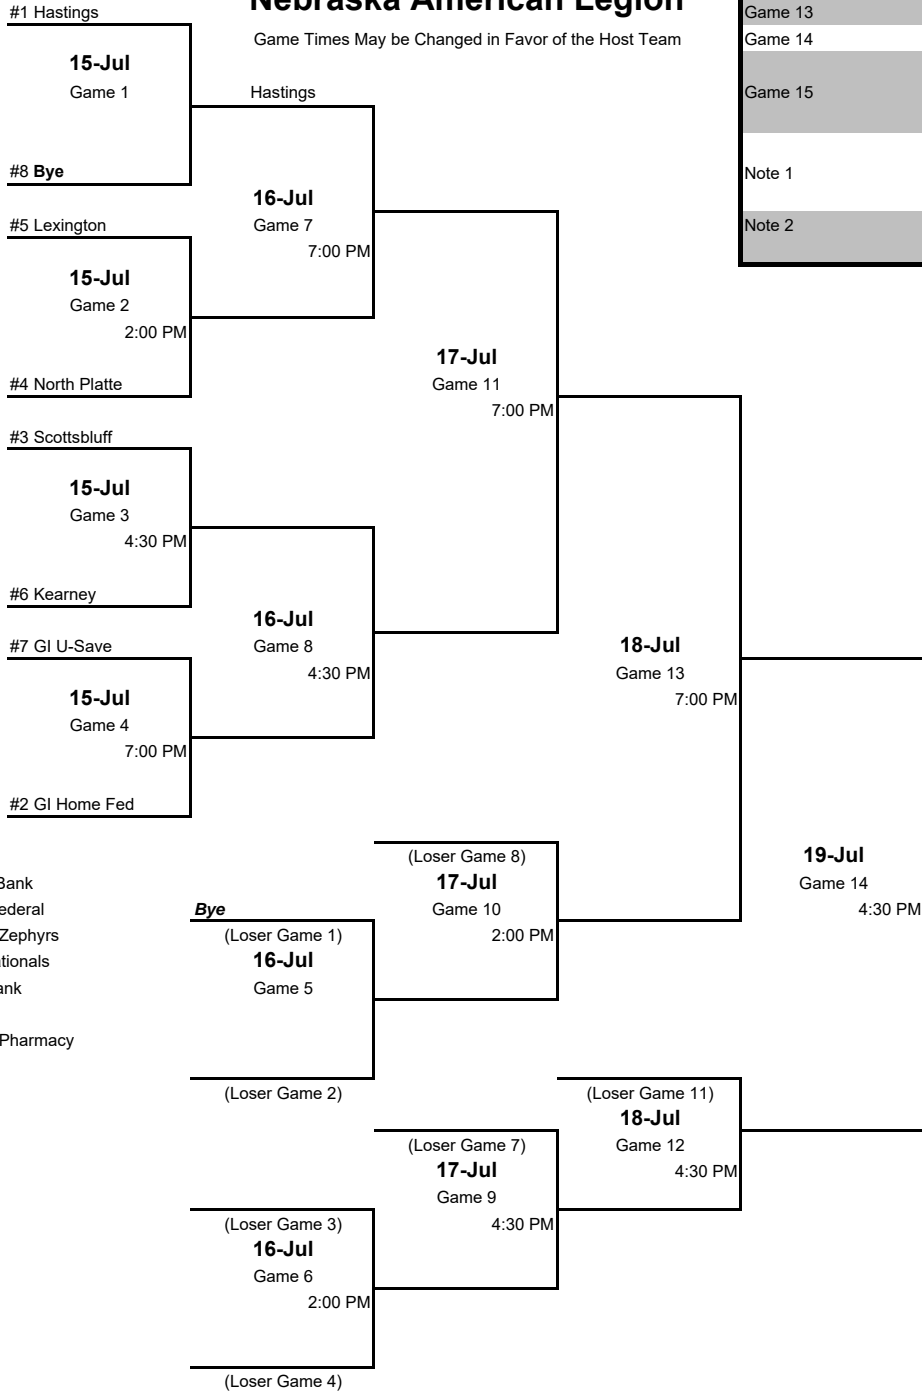 Nebraska American Legion
Game Times May be Changed in Favor of the Host Team
#1 Hastings
15-Jul
Game 1
#8 Bye
Hastings
16-Jul
Game 7
7:00 PM
#5 Lexington
15-Jul
Game 2
2:00 PM
#4 North Platte
17-Jul
Game 11
7:00 PM
#3 Scottsbluff
15-Jul
Game 3
4:30 PM
#6 Kearney
16-Jul
Game 8
4:30 PM
#7 GI U-Save
15-Jul
Game 4
7:00 PM
#2 GI Home Fed
18-Jul
Game 13
7:00 PM
(Loser Game 8)
17-Jul
Game 10
2:00 PM
19-Jul
Game 14
4:30 PM
Bank
ederal
Zephyrs
tionals
ank
Pharmacy
Bye
(Loser Game 1)
16-Jul
Game 5
(Loser Game 2)
(Loser Game 11)
18-Jul
Game 12
4:30 PM
(Loser Game 7)
17-Jul
Game 9
4:30 PM
(Loser Game 3)
16-Jul
Game 6
2:00 PM
(Loser Game 4)
Game 13
Game 14
Game 15
Note 1
Note 2